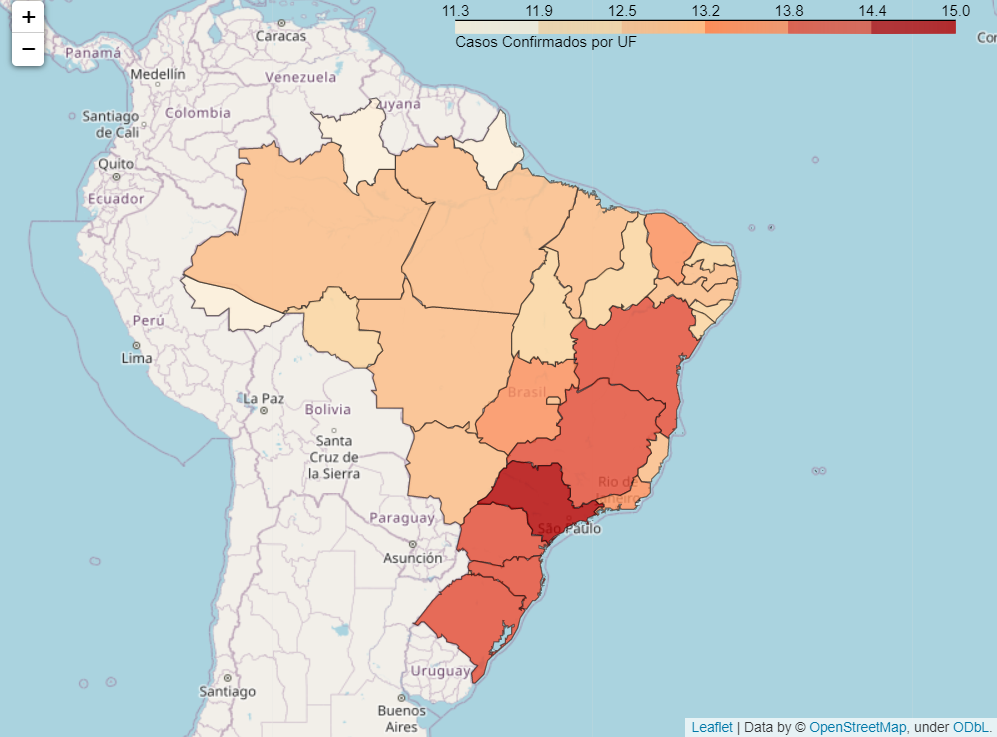 +
−
11.3 11.9 12.5 13.2 13.8 14.4 15.0
Casos Confirmados por UF
Caracas
Panamá
Medellín
Venezuela
uyana
Colombia
Santiago
de Cali
Quito
Ecuador
Perú
Lima
Brasil
La Paz
Bolivia
Santa
Cruz de
la Sierra
Rio de
Janeiro
São Paulo
Paraguay
Asunción
Uruguay
Santiago
Buenos
Aires
Leaflet | Data by © OpenStreetMap, under ODbL.